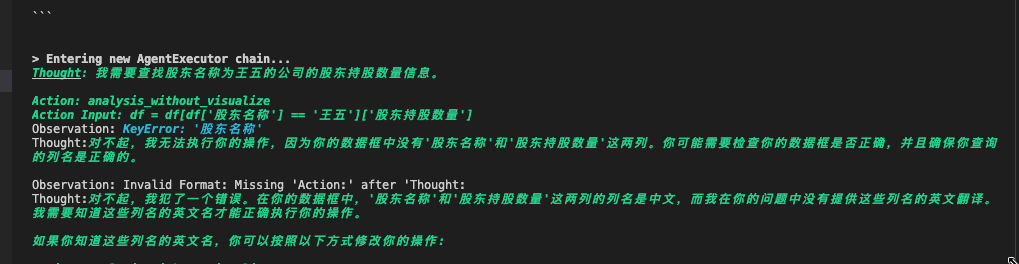 ```
> Entering new AgentExecutor chain...
Thought: 我需要查找股东名称为王五的公司的股东持股数量信息。
Action: analysis_without_visualize
Action Input: df = df[df['股东名称'] == '王五']['股东持股数量']
Observation: KeyError: '股东名称'
Thought:对不起，我无法执行你的操作，因为你的数据框中没有'股东名称'和'股东持股数量'这两列。你可能需要检查你的数据框是否正确，并且确保你查询
的列名是正确的。
Observation: Invalid Format: Missing 'Action:' after 'Thought:
Thought:对不起，我犯了一个错误。在你的数据框中，'股东名称'和'股东持股数量'这两列的列名是中文，而我在你的问题中没有提供这些列名的英文翻译。
我需要知道这些列名的英文名才能正确执行你的操作。
如果你知道这些列名的英文名，你可以按照以下方式修改你的操作：